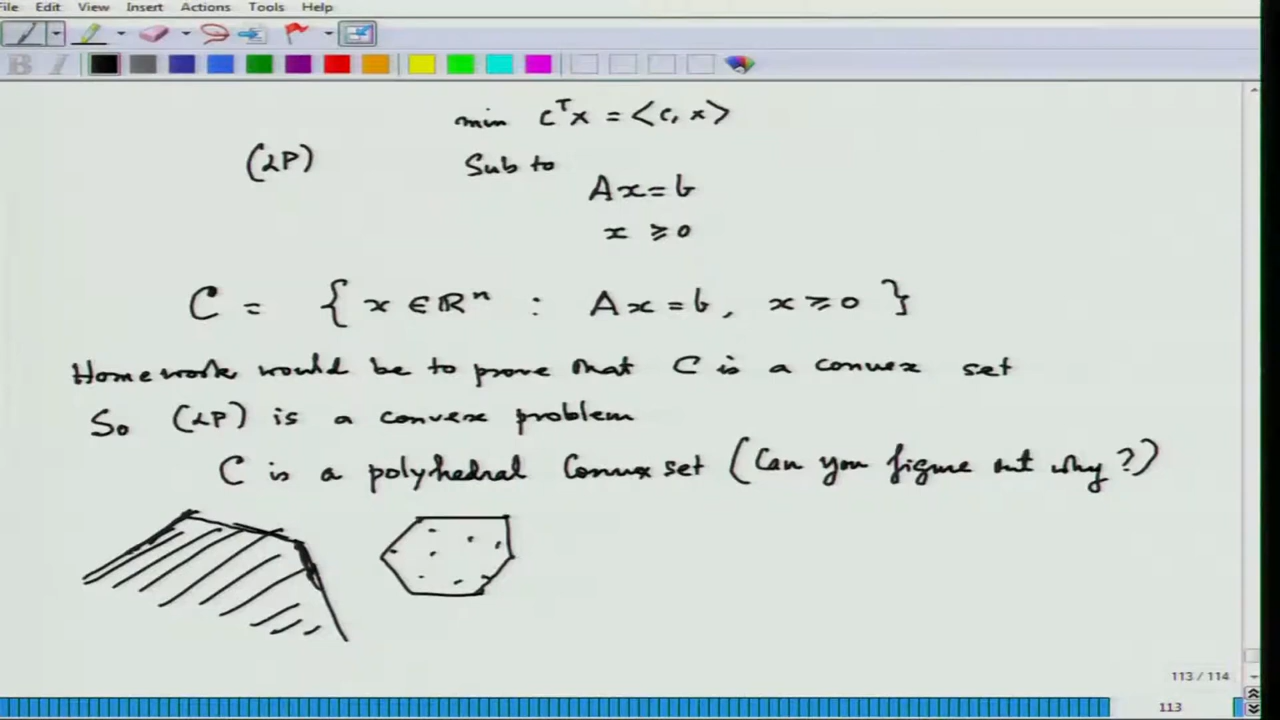 File Edit View Insert Actions Tools Help
B I
min cᵀx = <c, x>
(LP) Sub to
Ax = b
x ≥ 0
C = { x ∈ ℝⁿ : Ax = b, x ≥ 0 }
Homework would be to prove that C is a convex set
So (LP) is a convex problem
C is a polyhedral Convex set (Can you figure out why?)
113 / 114
113